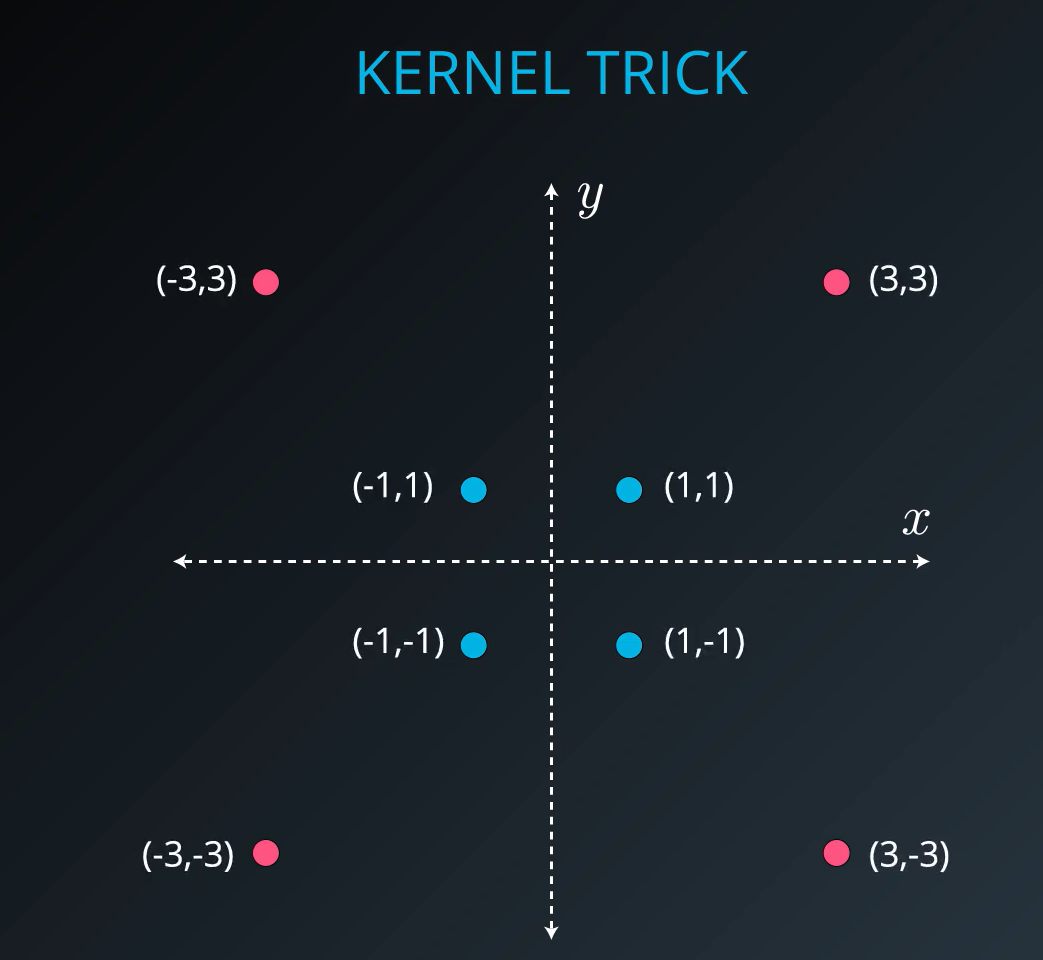 KERNEL TRICK
y
(-3,3)
(3,3)
(-1,1)
(1,1)
x
(-1,-1)
(1,-1)
(-3,-3)
(3,-3)